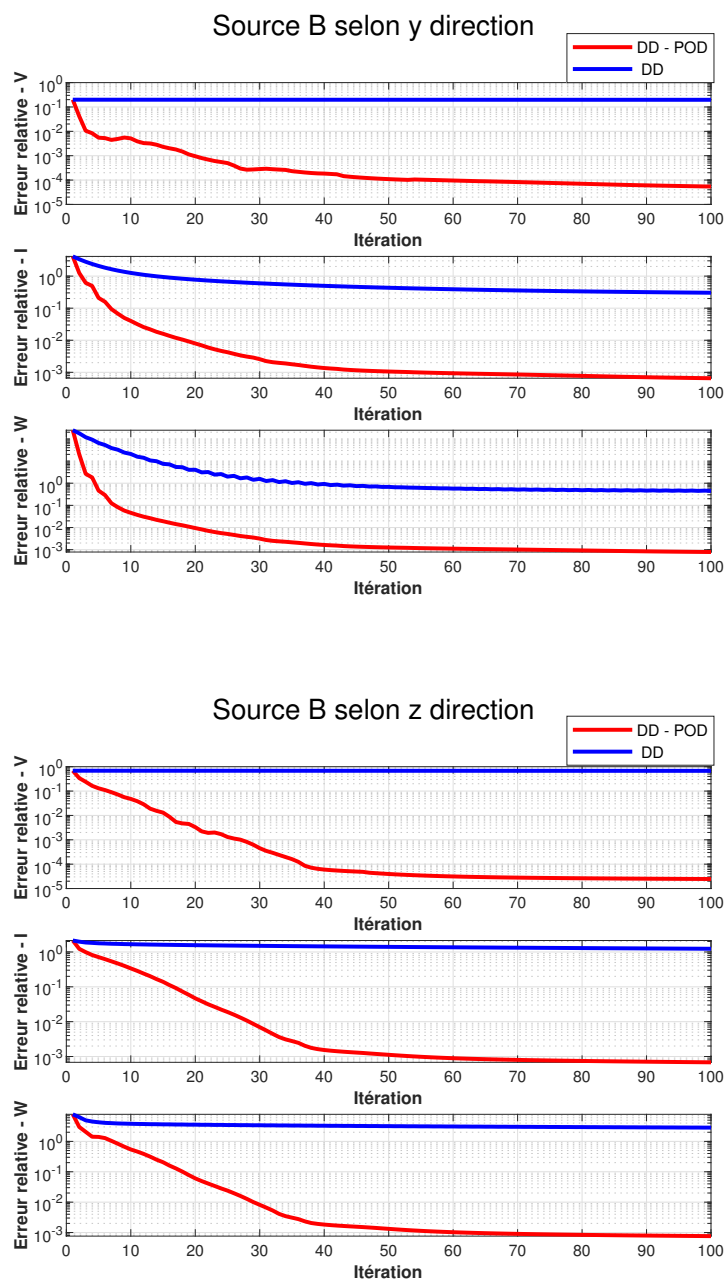 Source B selon y direction
DD - POD
DD
Erreur relative - V
10^0
10^-1
10^-2
10^-3
10^-4
10^-5
0 10 20 30 40 50 60 70 80 90 100
Itération
Erreur relative - I
10^0
10^-1
10^-2
10^-3
0 10 20 30 40 50 60 70 80 90 100
Itération
Erreur relative - W
10^0
10^-1
10^-2
10^-3
0 10 20 30 40 50 60 70 80 90 100
Itération
Source B selon z direction
DD - POD
DD
Erreur relative - V
10^0
10^-1
10^-2
10^-3
10^-4
10^-5
0 10 20 30 40 50 60 70 80 90 100
Itération
Erreur relative - I
10^0
10^-1
10^-2
10^-3
0 10 20 30 40 50 60 70 80 90 100
Itération
Erreur relative - W
10^0
10^-1
10^-2
10^-3
0 10 20 30 40 50 60 70 80 90 100
Itération